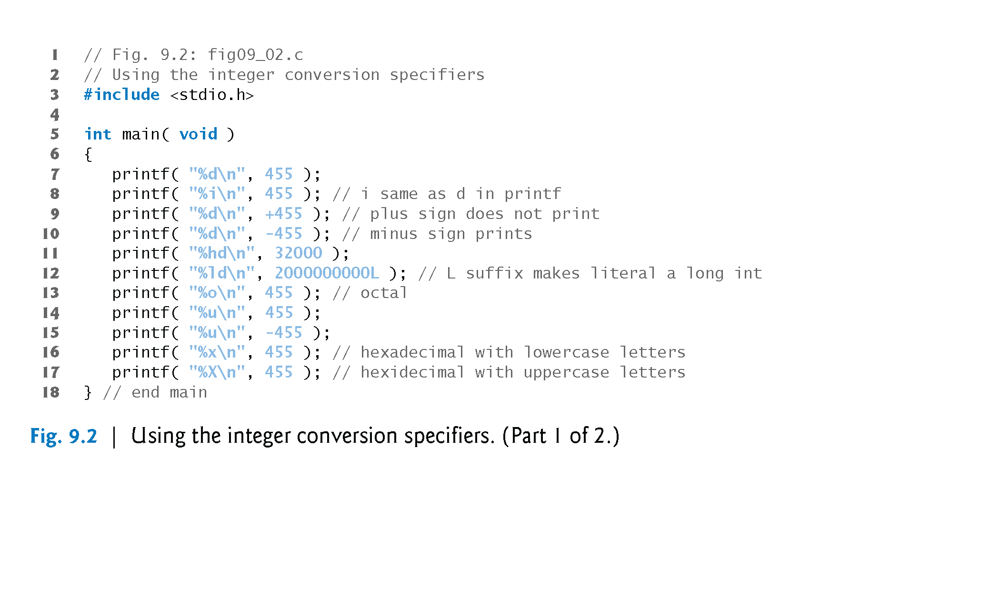 1 // Fig. 9.2: fig09_02.c
2 // Using the integer conversion specifiers
3 #include <stdio.h>
4
5 int main( void )
6 {
7    printf( "%d\n", 455 );
8    printf( "%i\n", 455 ); // i same as d in printf
9    printf( "%d\n", +455 ); // plus sign does not print
10    printf( "%d\n", -455 ); // minus sign prints
11    printf( "%hd\n", 32000 );
12    printf( "%ld\n", 2000000000L ); // L suffix makes literal a long int
13    printf( "%o\n", 455 ); // octal
14    printf( "%u\n", 455 );
15    printf( "%u\n", -455 );
16    printf( "%x\n", 455 ); // hexadecimal with lowercase letters
17    printf( "%X\n", 455 ); // hexidecimal with uppercase letters
18 } // end main
Fig. 9.2 | Using the integer conversion specifiers. (Part 1 of 2.)